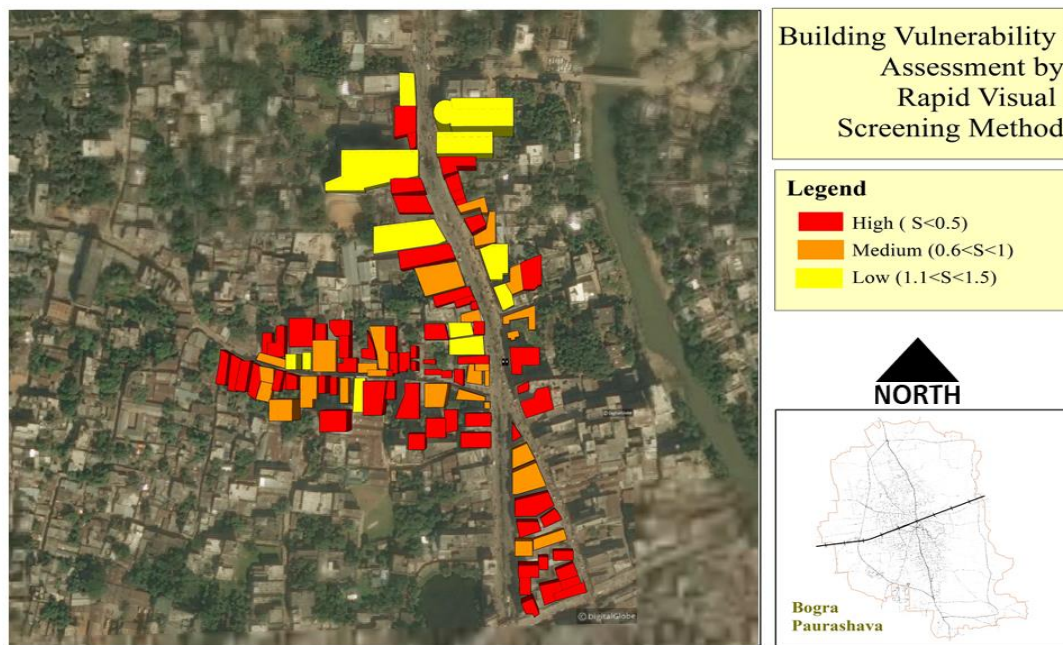 Building Vulnerability
Assessment by
Rapid Visual
Screening Method
Legend
High ( S<0.5)
Medium (0.6<S<1)
Low (1.1<S<1.5)
NORTH
Bogra
Paurashava
© DigitalGlobe